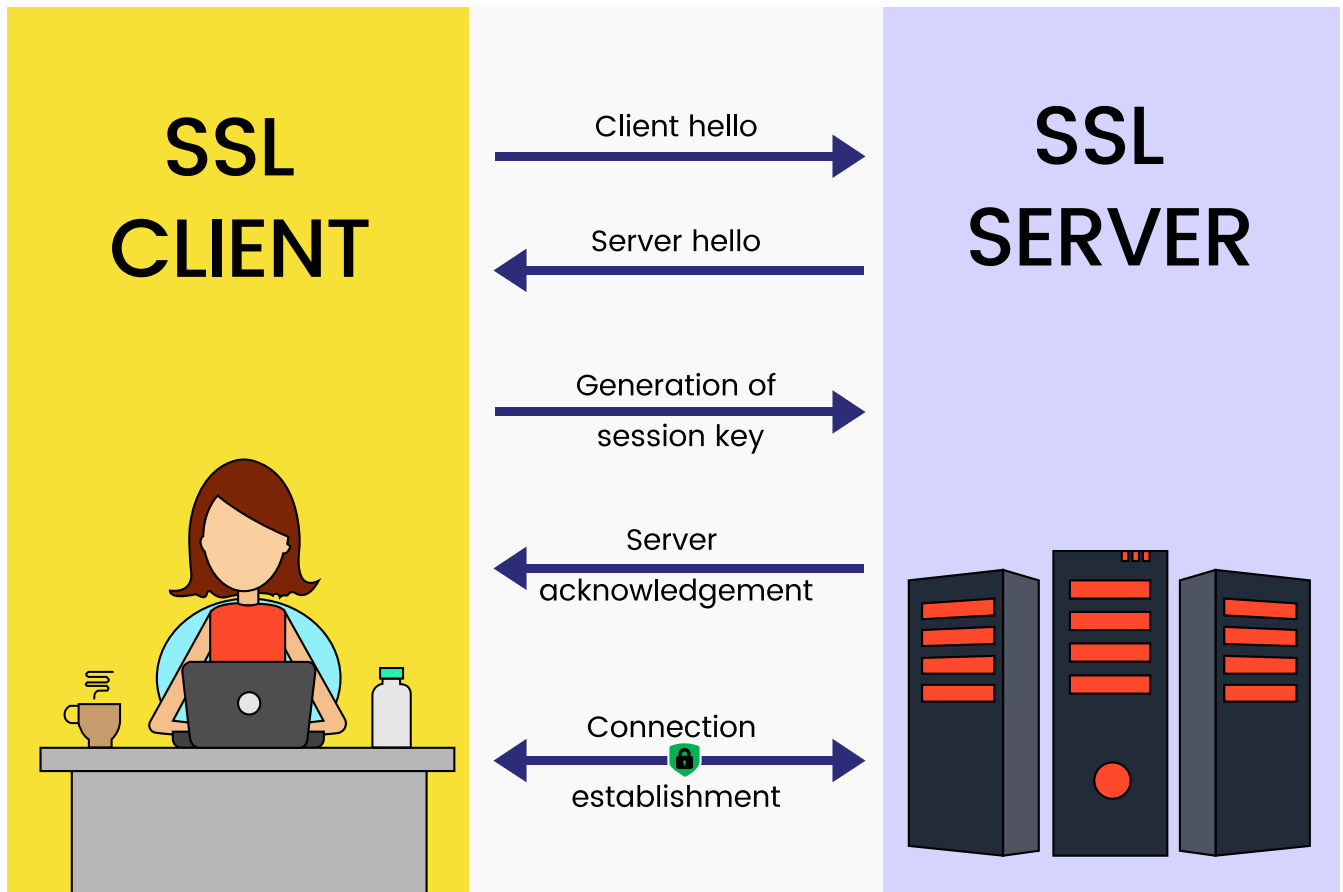 SSL
CLIENT
Client hello
Server hello
Generation of
session key
Server
acknowledgement
Connection
establishment
SSL
SERVER